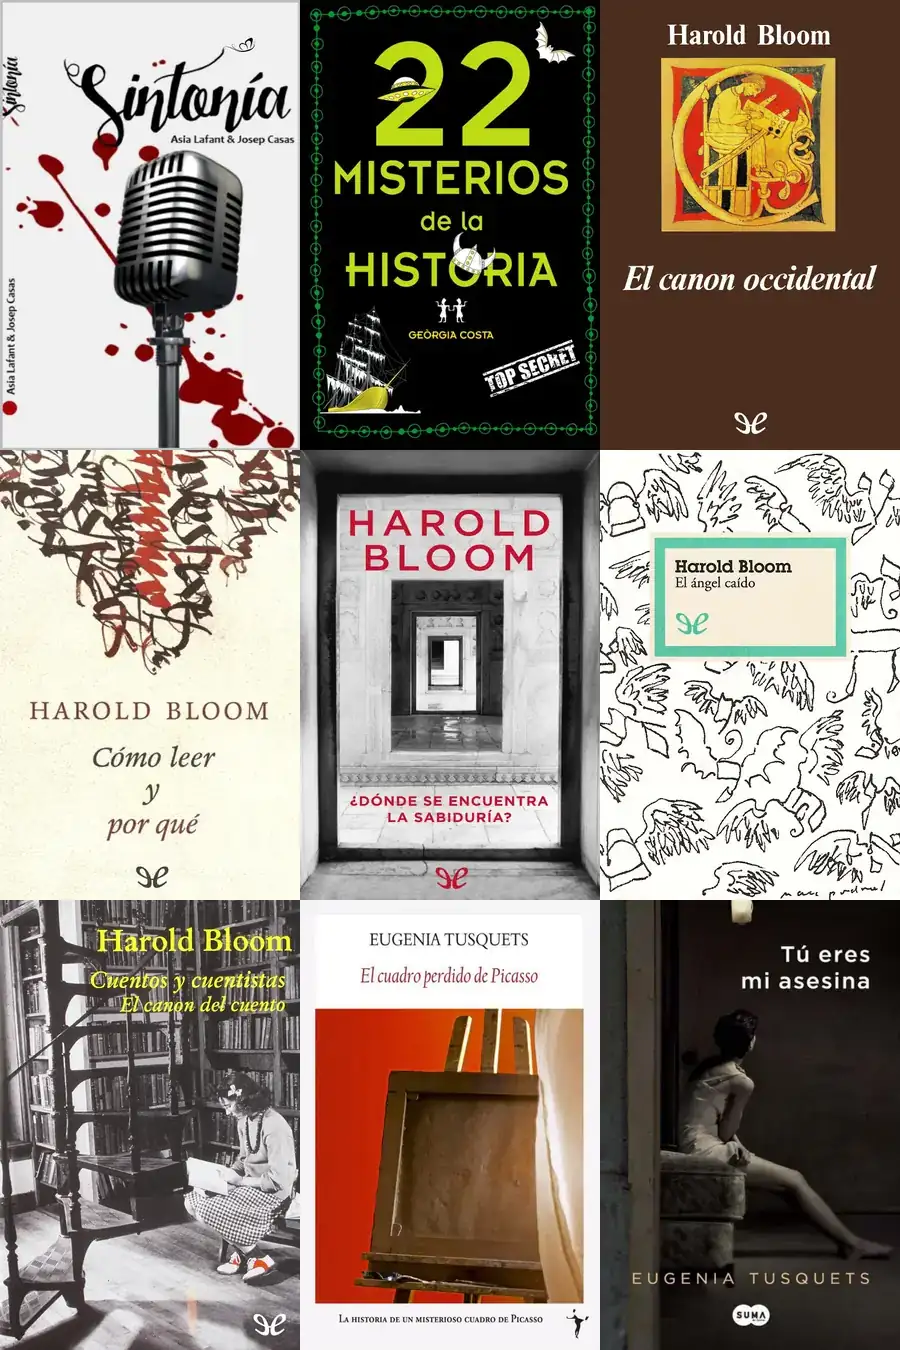 Sintonía
Sintonía
Asia Lafant & Josep Casas
Asia Lafant & Josep Casas
22
MISTERIOS
de la
HISTORIA
GEÒRGIA COSTA
TOP SECRET
Harold Bloom
El canon occidental
HAROLD BLOOM
Cómo leer
y
por qué
HAROLD
BLOOM
¿DÓNDE SE ENCUENTRA
LA SABIDURÍA?
Harold Bloom
El ángel caído
Harold Bloom
Cuentos y cuentistas
El canon del cuento
EUGENIA TUSQUETS
El cuadro perdido de Picasso
LA HISTORIA DE UN MISTERIOSO CUADRO DE PICASSO
Tú eres
mi asesina
EUGENIA TUSQUETS
SUMA